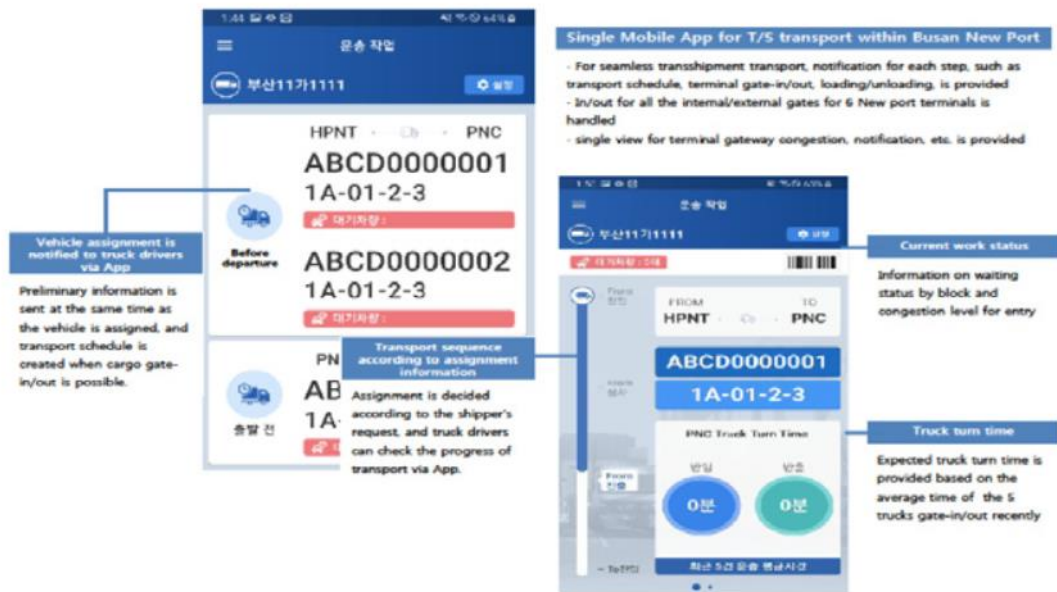 1:44
64%
운송 작업
부산11가1111
설정
HPNT
PNC
ABCD0000001
1A-01-2-3
대기차량 :
Before
departure
ABCD0000002
1A-01-2-3
대기차량 :
PN
AB
1A-
출발 전
Vehicle assignment is
notified to truck drivers
via App
Preliminary information is
sent at the same time as
the vehicle is assigned, and
transport schedule is
created when cargo gate-
in/out is possible.
Transport sequence
according to assignment
information
Assignment is decided
according to the shipper's
request, and truck drivers
can check the progress of
transport via App.
Single Mobile App for T/S transport within Busan New Port
- For seamless transshipment transport, notification for each step, such as
transport schedule, terminal gate-in/out, loading/unloading, is provided
- In/out for all the internal/external gates for 6 New port terminals is
handled
- single view for terminal gateway congestion, notification, etc. is provided
운송 작업
부산11가1111
설정
대기차량 :
From
FROM
TO
HPNT
PNC
ABCD0000001
1A-01-2-3
PNC Truck Turn Time
반입
반출
0분
0분
From
최근 5건 운송 평균시간
Current work status
Information on waiting
status by block and
congestion level for entry
Truck turn time
Expected truck turn time is
provided based on the
average time of the 5
trucks gate-in/out recently